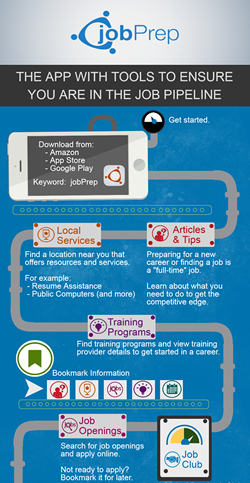 jobPrep
THE APP WITH TOOLS TO ENSURE
YOU ARE IN THE JOB PIPELINE
Get started.
Download from:
- Amazon
- App Store
- Google Play
Keyword: jobPrep
Local
Services
Find a location near you that
offers resources and services.
For example:
- Resume Assistance
- Public Computers (and more)
Articles
& Tips
Preparing for a new
career or finding a job is
a "full-time" job.
Learn about what you
need to do to get the
competitive edge.
Training
Programs
Find training programs and view training
provider details to get started in a career.
Bookmark Information
Job
Openings
Search for job openings
and apply online.
Not ready to apply?
Bookmark it for later.
Job
Club